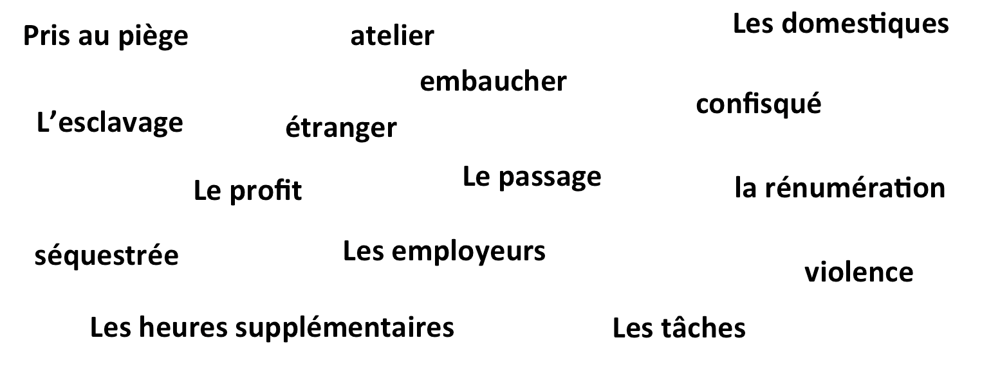 Pris au piège
atelier
Les domestiques
embaucher
confisqué
L’esclavage
étranger
Le passage
Le profit
la rénumération
séquestrée
Les employeurs
violence
Les heures supplémentaires
Les tâches